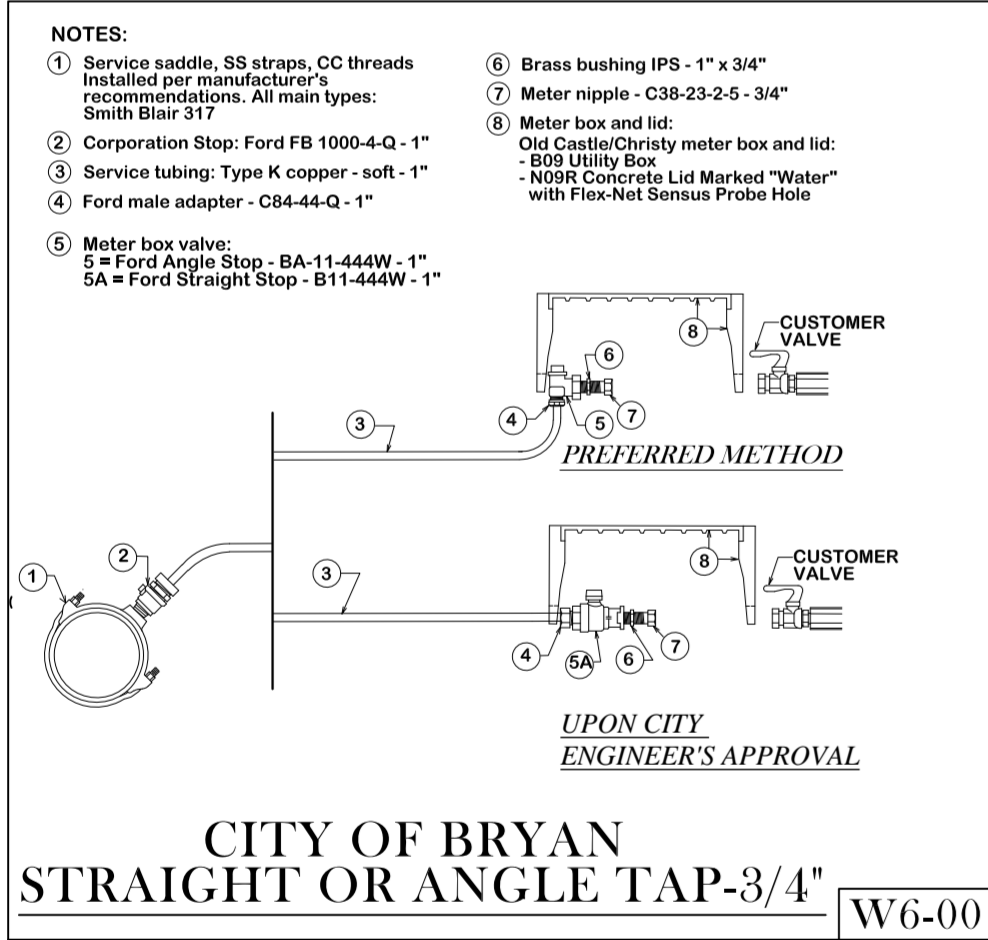 NOTES:
1 Service saddle, SS straps, CC threads
Installed per manufacturer's
recommendations. All main types:
Smith Blair 317
2 Corporation Stop: Ford FB 1000-4-Q - 1"
3 Service tubing: Type K copper - soft - 1"
4 Ford male adapter - C84-44-Q - 1"
5 Meter box valve:
5 = Ford Angle Stop - BA-11-444W - 1"
5A = Ford Straight Stop - B11-444W - 1"
6 Brass bushing IPS - 1" x 3/4"
7 Meter nipple - C38-23-2-5 - 3/4"
8 Meter box and lid:
Old Castle/Christy meter box and lid:
- B09 Utility Box
- N09R Concrete Lid Marked "Water"
with Flex-Net Sensus Probe Hole
8
CUSTOMER
VALVE
6
4
5
7
3
PREFERRED METHOD
2
1
3
8
CUSTOMER
VALVE
4
5A
6
7
UPON CITY
ENGINEER'S APPROVAL
CITY OF BRYAN
STRAIGHT OR ANGLE TAP-3/4"
W6-00